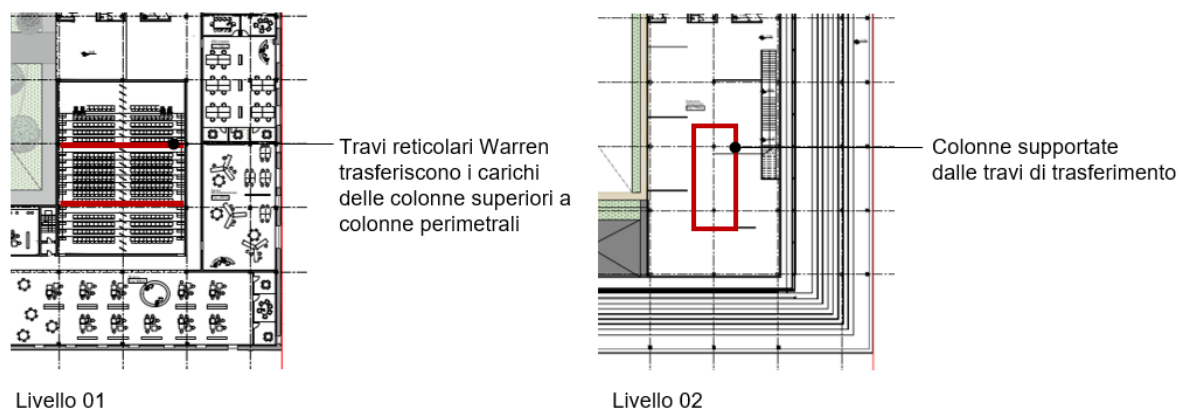 Travi reticolari Warren
trasferiscono i carichi
delle colonne superiori a
colonne perimetrali
Colonne supportate
dalle travi di trasferimento
Livello 01
Livello 02